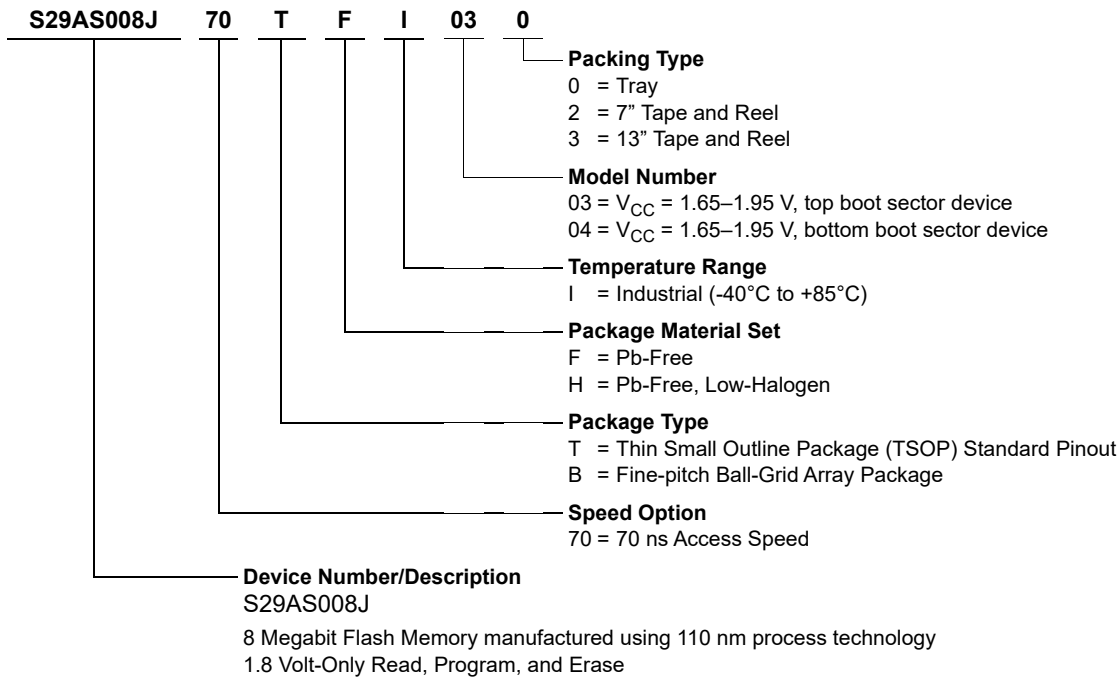 S29AS008J 70 T F I 03 0
Packing Type
0 = Tray
2 = 7” Tape and Reel
3 = 13” Tape and Reel
Model Number
03 = VCC = 1.65–1.95 V, top boot sector device
04 = VCC = 1.65–1.95 V, bottom boot sector device
Temperature Range
I = Industrial (-40°C to +85°C)
Package Material Set
F = Pb-Free
H = Pb-Free, Low-Halogen
Package Type
T = Thin Small Outline Package (TSOP) Standard Pinout
B = Fine-pitch Ball-Grid Array Package
Speed Option
70 = 70 ns Access Speed
Device Number/Description
S29AS008J
8 Megabit Flash Memory manufactured using 110 nm process technology
1.8 Volt-Only Read, Program, and Erase